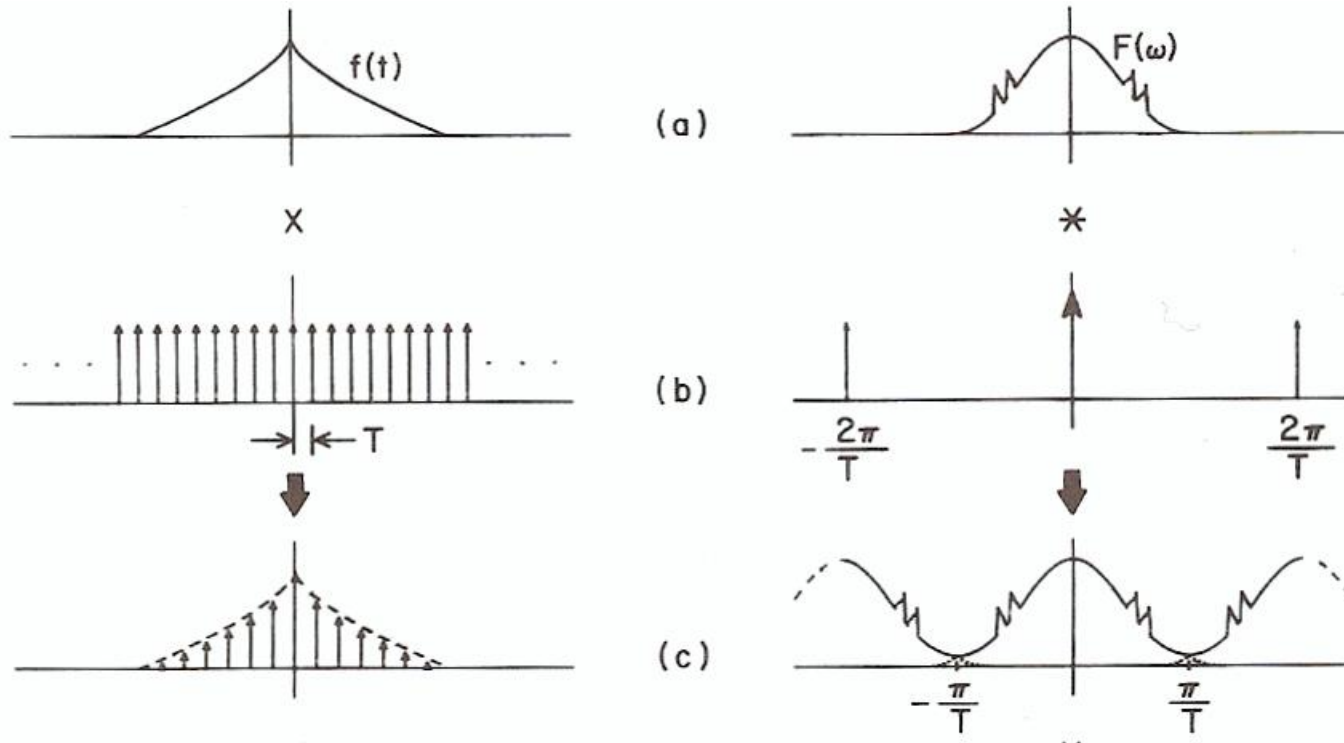 f(t)
F(ω)
(a)
×
*
. . .
. . .
(b)
T
-2π/T
2π/T
(c)
-π/T
π/T